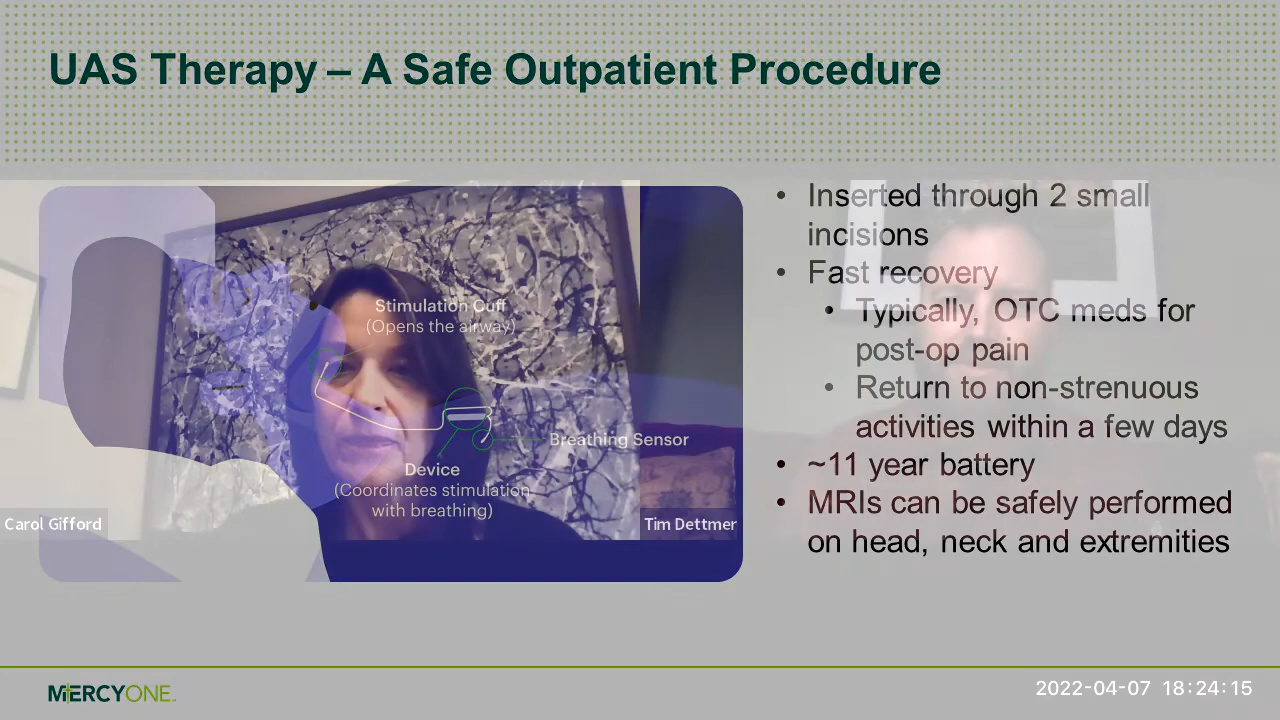 UAS Therapy – A Safe Outpatient Procedure
Stimulation Cuff
(Opens the airway)
Breathing Sensor
Device
(Coordinates stimulation
with breathing)
Carol Gifford
Tim Dettmer
• Inserted through 2 small
incisions
• Fast recovery
• Typically, OTC meds for
post-op pain
• Return to non-strenuous
activities within a few days
• ~11 year battery
• MRIs can be safely performed
on head, neck and extremities
MERCYONE
2022-04-07 18:24:15